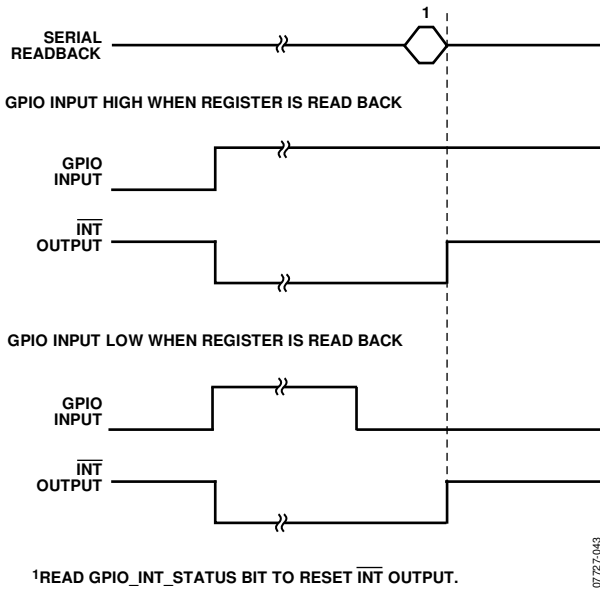 1
SERIAL
READBACK
GPIO INPUT HIGH WHEN REGISTER IS READ BACK
GPIO
INPUT
INT
OUTPUT
GPIO INPUT LOW WHEN REGISTER IS READ BACK
GPIO
INPUT
INT
OUTPUT
1READ GPIO_INT_STATUS BIT TO RESET INT OUTPUT.
07727-043